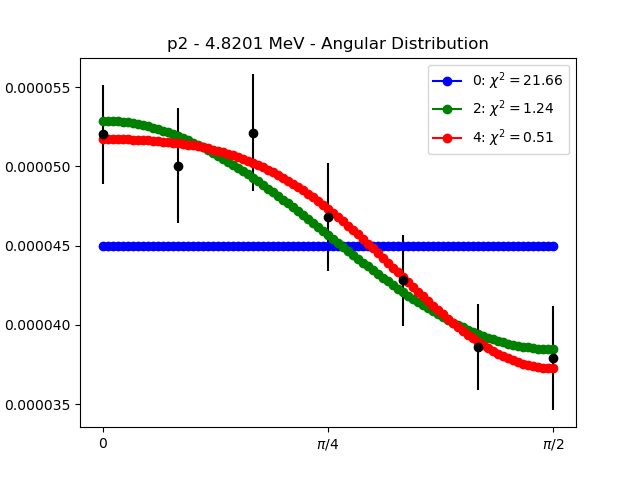 p2 - 4.8201 MeV - Angular Distribution
0.000055
0.000050
0.000045
0.000040
0.000035
0: χ² = 21.66
2: χ² = 1.24
4: χ² = 0.51
0
π/4
π/2